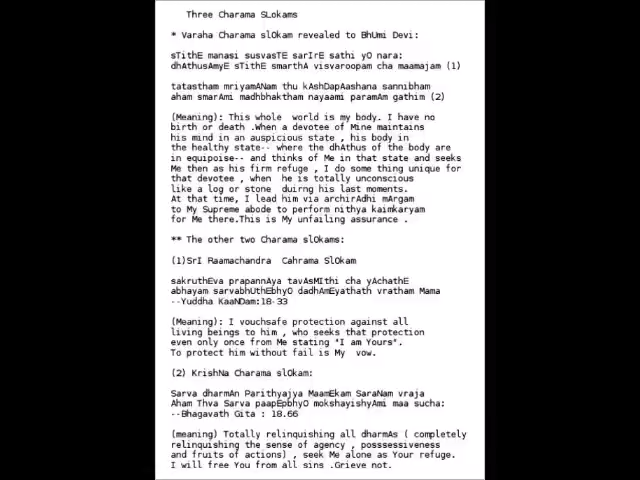 Three Charama SLokams
* Varaha Charama slOkam revealed to BhUmi Devi:
sTithE manasi susvasTE sarIrE sathi yO nara:
dhAthusAmyE sTithE smarthA visvaroopam cha maamajam (1)
tatastham mriyamANam thu kAshDapAashana sannibham
aham smarAmi madhbhaktham nayaami paramAm gathim (2)
(Meaning): This whole world is my body. I have no
birth or death .When a devotee of Mine maintains
his mind in an auspicious state , his body in
the healthy state-- where the dhAthus of the body are
in equipoise-- and thinks of Me in that state and seeks
Me then as his firm refuge , I do some thing unique for
that devotee , when he is totally unconscious
like a log or stone duirng his last moments.
At that time, I lead him via archirAdhi mArgam
to My Supreme abode to perform nithya kaimkaryam
for Me there.This is My unfailing assurance .
** The other two Charama slOkams:
(1)SrI Raamachandra Cahrama SlOkam
sakruthEva prapannAya tavAsMIthi cha yAchathE
abhayam sarvabhUthEbhyO dadhAmEyathath vratham Mama
--Yuddha KaaNDam:18-33
(Meaning): I vouchsafe protection against all
living beings to him , who seeks that protection
even only once from Me stating "I am Yours".
To protect him without fail is My vow.
(2) KrishNa Charama slOkam:
Sarva dharmAn Parithyajya MaamEkam SaraNam vraja
Aham Thva Sarva paapEpbhyO mokshayishyAmi maa sucha:
--Bhagavath Gita : 18.66
(meaning) Totally relinquishing all dharmAs ( completely
relinquishing the sense of agency , posssessiveness
and fruits of actions) , seek Me alone as Your refuge.
I will free You from all sins .Grieve not.